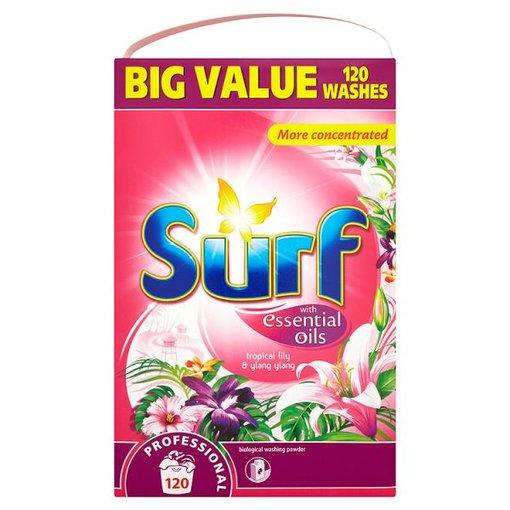 BIG VALUE 120 WASHES
More concentrated
Surf
with
essential
oils
tropical lily
& ylang ylang
PROFESSIONAL
120
biological washing powder